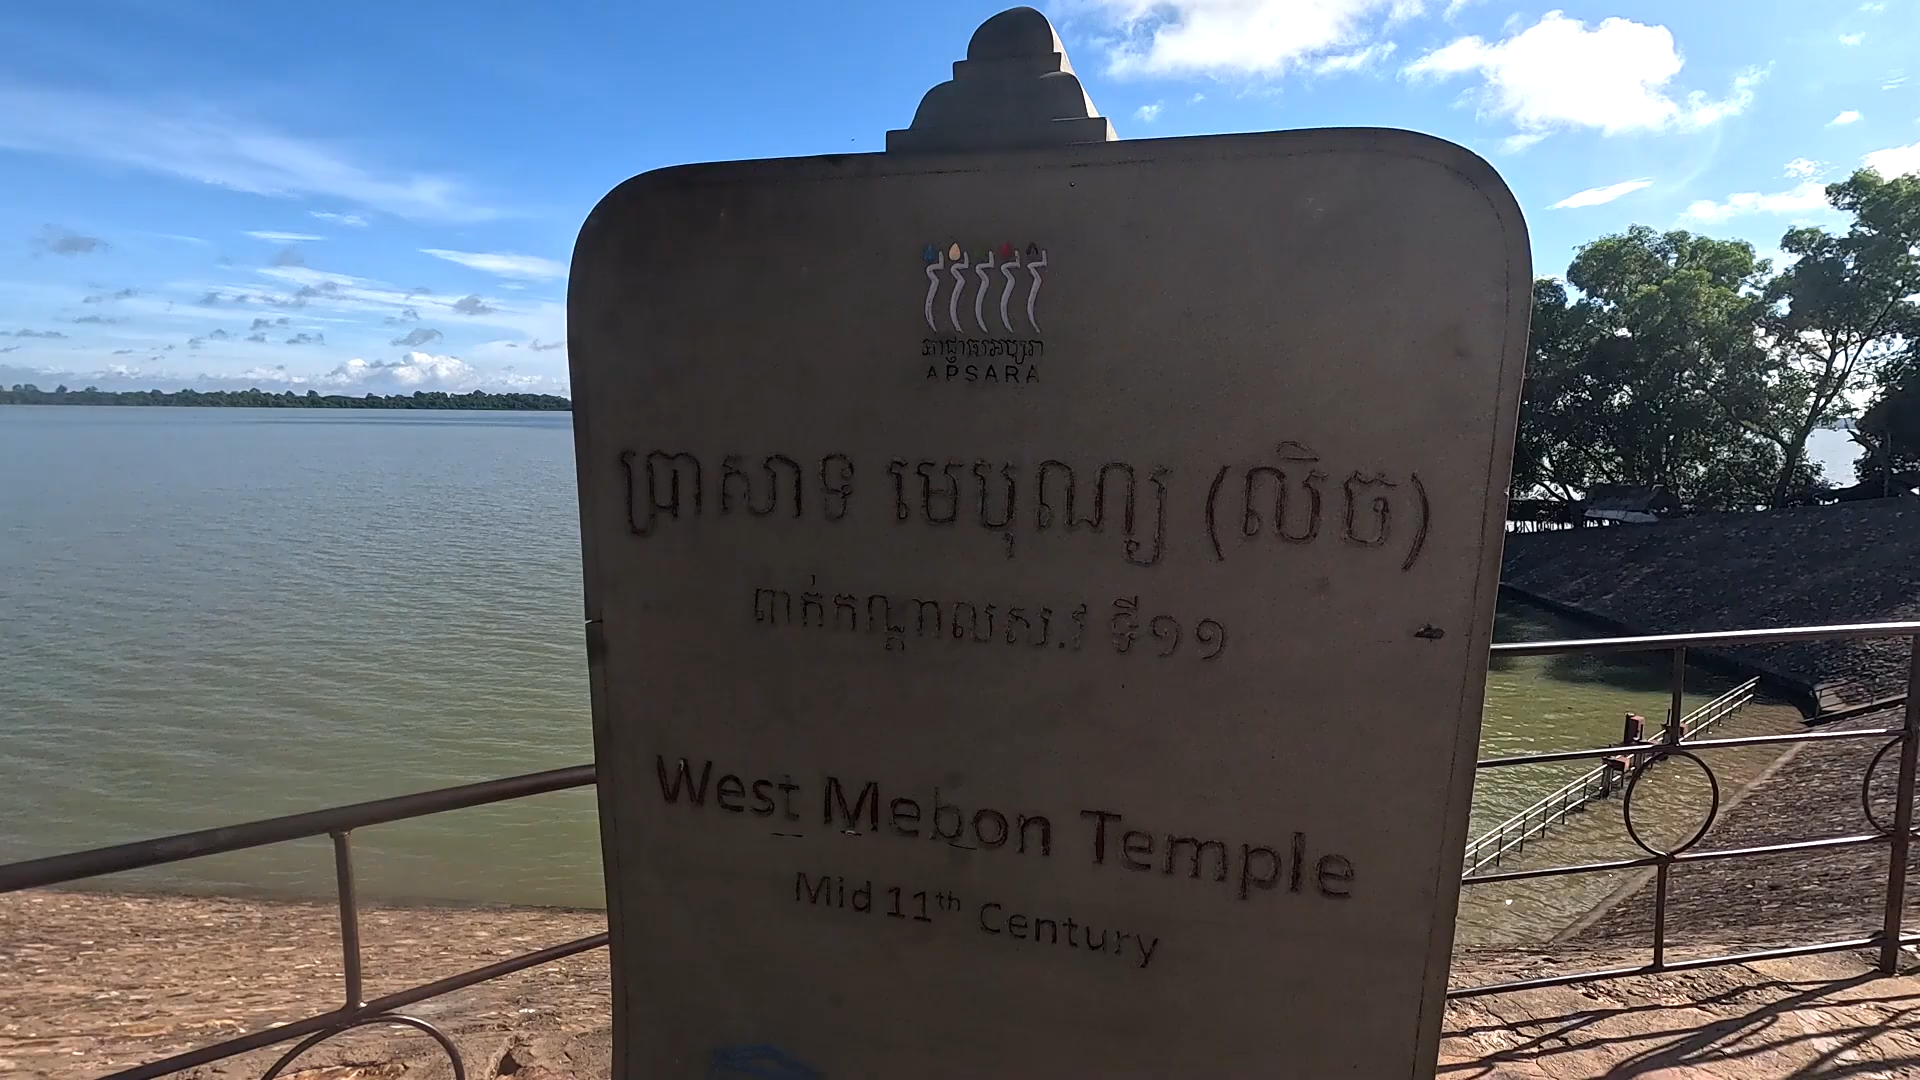 អាជ្ញាធរអប្សរា
APSARA
ប្រាសាទ មេបុណ្យ (លិច)
ពាក់កណ្តាលស.វ ទី១១
West Mebon Temple
Mid 11th Century